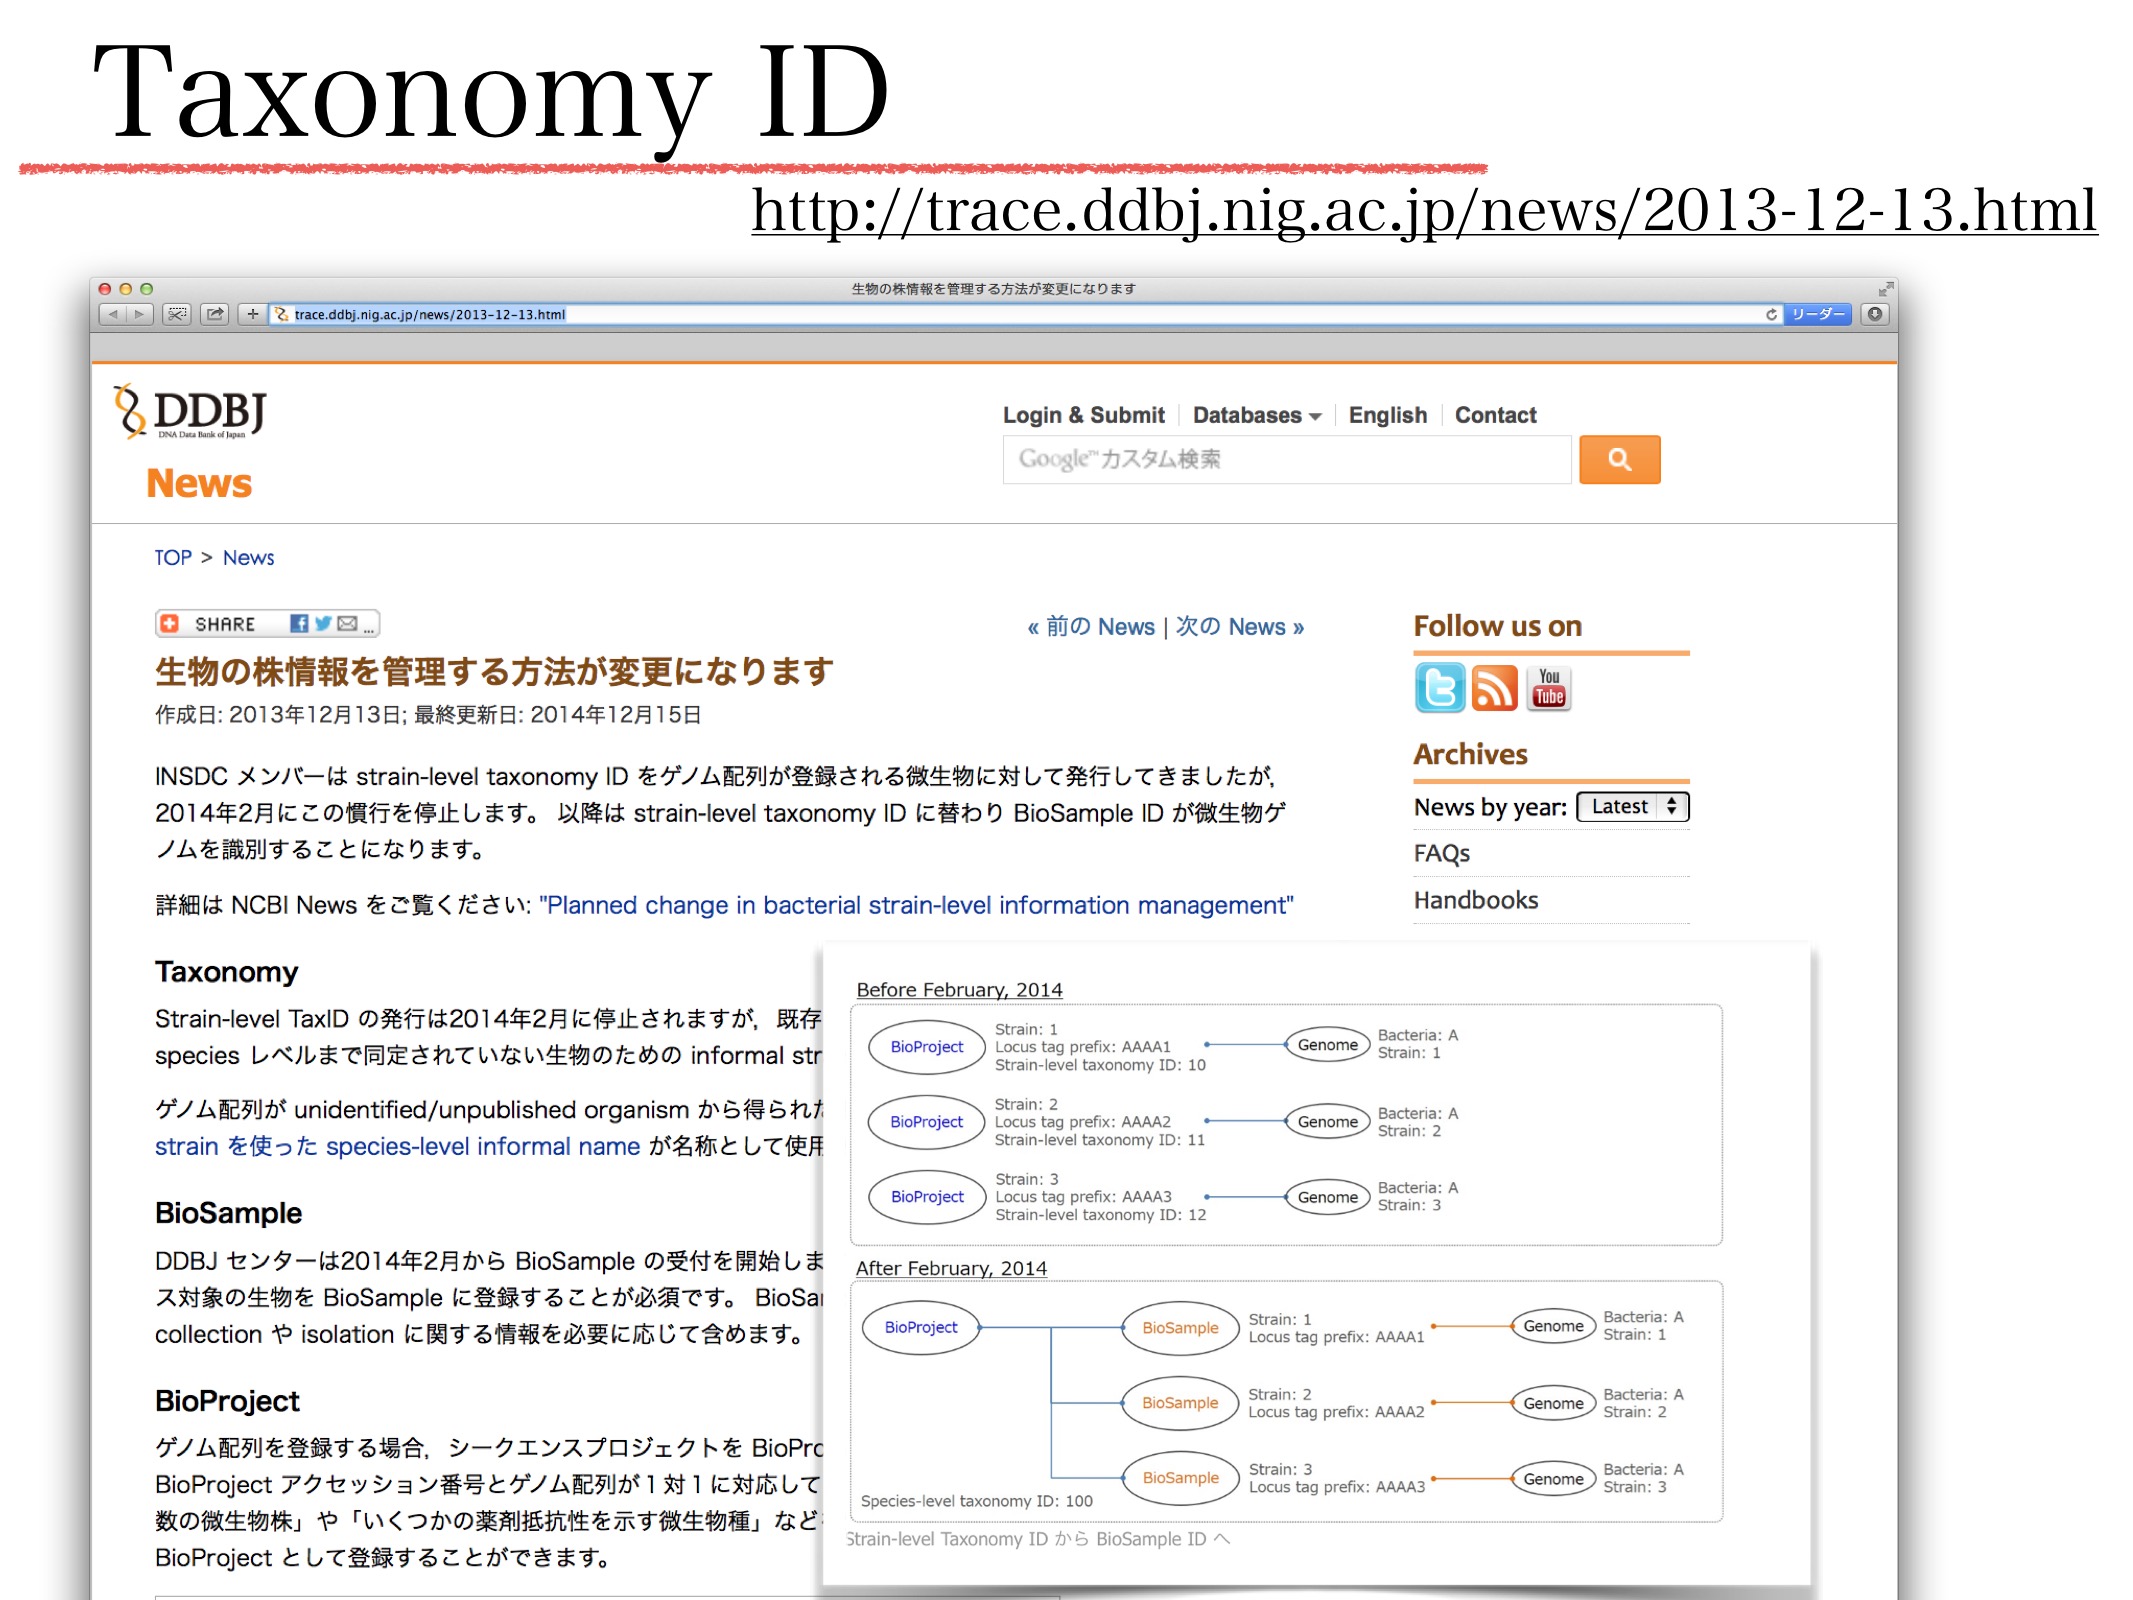 Taxonomy ID
http://trace.ddbj.nig.ac.jp/news/2013-12-13.html
生物の株情報を管理する方法が変更になります
trace.ddbj.nig.ac.jp/news/2013-12-13.html
リーダー
DDBJ
DNA Data Bank of Japan
Login & Submit
Databases
English
Contact
Google™カスタム検索
News
TOP > News
SHARE
...
« 前の News | 次の News »
生物の株情報を管理する方法が変更になります
作成日: 2013年12月13日; 最終更新日: 2014年12月15日
INSDC メンバーは strain-level taxonomy ID をゲノム配列が登録される微生物に対して発行してきましたが,
2014年2月にこの慣行を停止します。 以降は strain-level taxonomy ID に替わり BioSample ID が微生物ゲ
ノムを識別することになります。
詳細は NCBI News をご覧ください: "Planned change in bacterial strain-level information management"
Follow us on
You
Tube
Archives
News by year: Latest
FAQs
Handbooks
Taxonomy
Strain-level TaxID の発行は2014年2月に停止されますが, 既存
species レベルまで同定されていない生物のための informal str
ゲノム配列が unidentified/unpublished organism から得られた
strain を使った species-level informal name が名称として使用
BioSample
DDBJ センターは2014年2月から BioSample の受付を開始しま
ス対象の生物を BioSample に登録することが必須です。 BioSa
collection や isolation に関する情報を必要に応じて含めます。
BioProject
ゲノム配列を登録する場合, シークエンスプロジェクトを BioPro
BioProject アクセッション番号とゲノム配列が 1 対 1 に対応して
数の微生物株」や「いくつかの薬剤抵抗性を示す微生物種」など
BioProject として登録することができます。
Before February, 2014
BioProject
Strain: 1
Locus tag prefix: AAAA1
Strain-level taxonomy ID: 10
Genome
Bacteria: A
Strain: 1
BioProject
Strain: 2
Locus tag prefix: AAAA2
Strain-level taxonomy ID: 11
Genome
Bacteria: A
Strain: 2
BioProject
Strain: 3
Locus tag prefix: AAAA3
Strain-level taxonomy ID: 12
Genome
Bacteria: A
Strain: 3
After February, 2014
BioProject
BioSample
Strain: 1
Locus tag prefix: AAAA1
Genome
Bacteria: A
Strain: 1
BioSample
Strain: 2
Locus tag prefix: AAAA2
Genome
Bacteria: A
Strain: 2
BioSample
Strain: 3
Locus tag prefix: AAAA3
Genome
Bacteria: A
Strain: 3
Species-level taxonomy ID: 100
Strain-level Taxonomy ID から BioSample ID へ